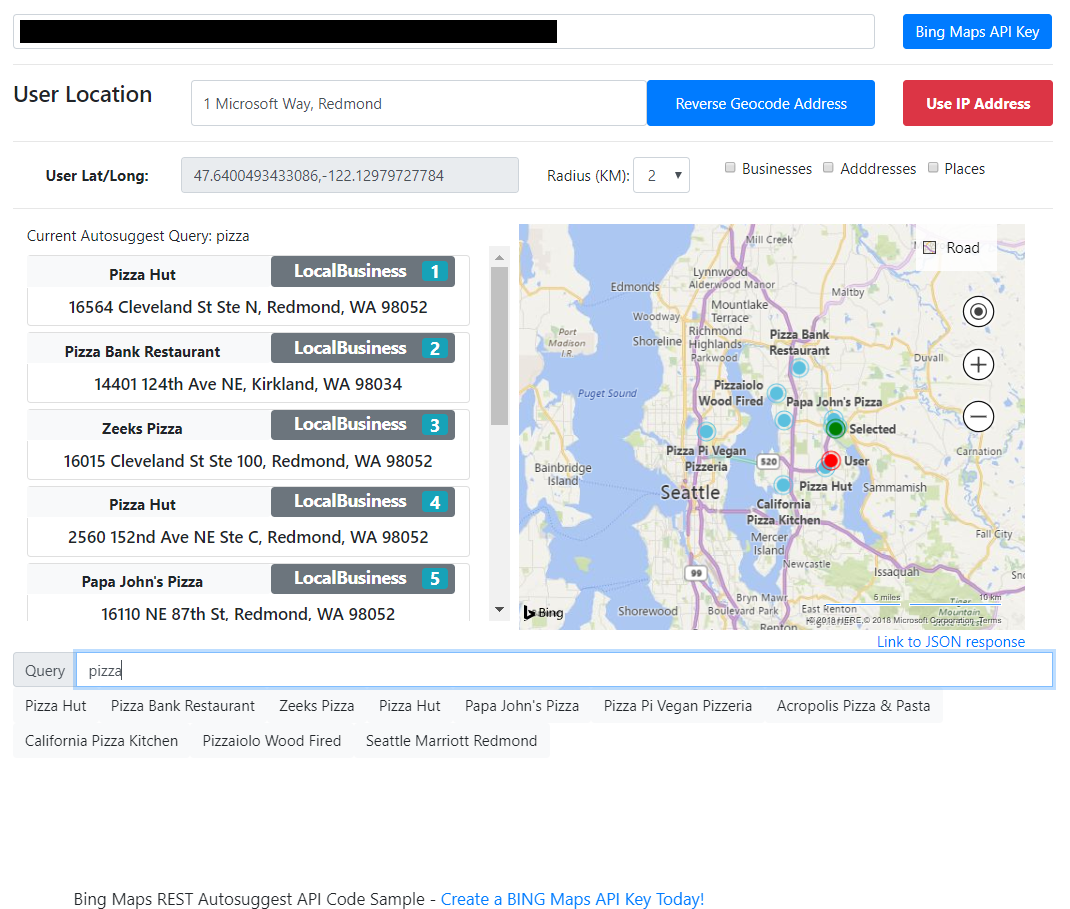 Bing Maps API Key
User Location
1 Microsoft Way, Redmond
Reverse Geocode Address
Use IP Address
User Lat/Long:
47.6400493433086,-122.12979727784
Radius (KM):
2
Businesses
Adddresses
Places
Current Autosuggest Query: pizza
Pizza Hut
LocalBusiness 1
16564 Cleveland St Ste N, Redmond, WA 98052
Pizza Bank Restaurant
LocalBusiness 2
14401 124th Ave NE, Kirkland, WA 98034
Zeeks Pizza
LocalBusiness 3
16015 Cleveland St Ste 100, Redmond, WA 98052
Pizza Hut
LocalBusiness 4
2560 152nd Ave NE Ste C, Redmond, WA 98052
Papa John's Pizza
LocalBusiness 5
16110 NE 87th St, Redmond, WA 98052
Road
Mill Creek
Lynnwood
Alderwood Manor
Edmonds
Maltby
Mountlake
Terrace
Woodway
Richmond
Highlands
Port
Madison
I.R.
Shoreline
Parkwood
Pizza Bank
Restaurant
Duvall
Puget Sound
Pizzaiolo
Wood Fired
Papa John's Pizza
Selected
Pizza Pi Vegan
Pizzeria
520
User
Carnation
Bainbridge
Island
Seattle
Pizza Hut
Sammamish
California
Pizza Kitchen
Mercer
Island
Fall City
Newcastle
99
Issaquah
Bryn Mawr
Shorewood
Boulevard Park
East Renton
Renton
5 miles
10 km
Tiger
Mountain
Bing
© 2018 HERE, © 2018 Microsoft Corporation Terms
Link to JSON response
Query
pizza
Pizza Hut
Pizza Bank Restaurant
Zeeks Pizza
Pizza Hut
Papa John's Pizza
Pizza Pi Vegan Pizzeria
Acropolis Pizza & Pasta
California Pizza Kitchen
Pizzaiolo Wood Fired
Seattle Marriott Redmond
Bing Maps REST Autosuggest API Code Sample - Create a BING Maps API Key Today!